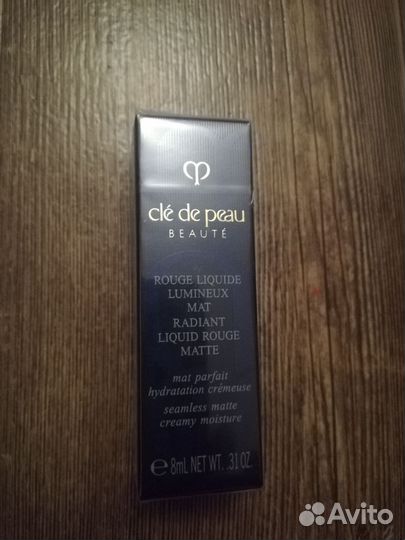 clé de peau
BEAUTÉ
ROUGE LIQUIDE
LUMINEUX
MAT
RADIANT
LIQUID ROUGE
MATTE
mat parfait
hydratation crémeuse
seamless matte
creamy moisture
℮ 8mL NET WT. .31 OZ.
Avito